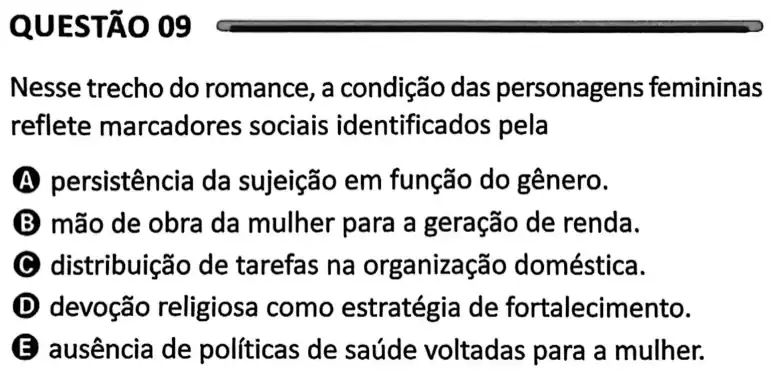 QUESTÃO 09
Nesse trecho do romance, a condição das personagens femininas
reflete marcadores sociais identificados pela
A persistência da sujeição em função do gênero.
B mão de obra da mulher para a geração de renda.
C distribuição de tarefas na organização doméstica.
D devoção religiosa como estratégia de fortalecimento.
E ausência de políticas de saúde voltadas para a mulher.